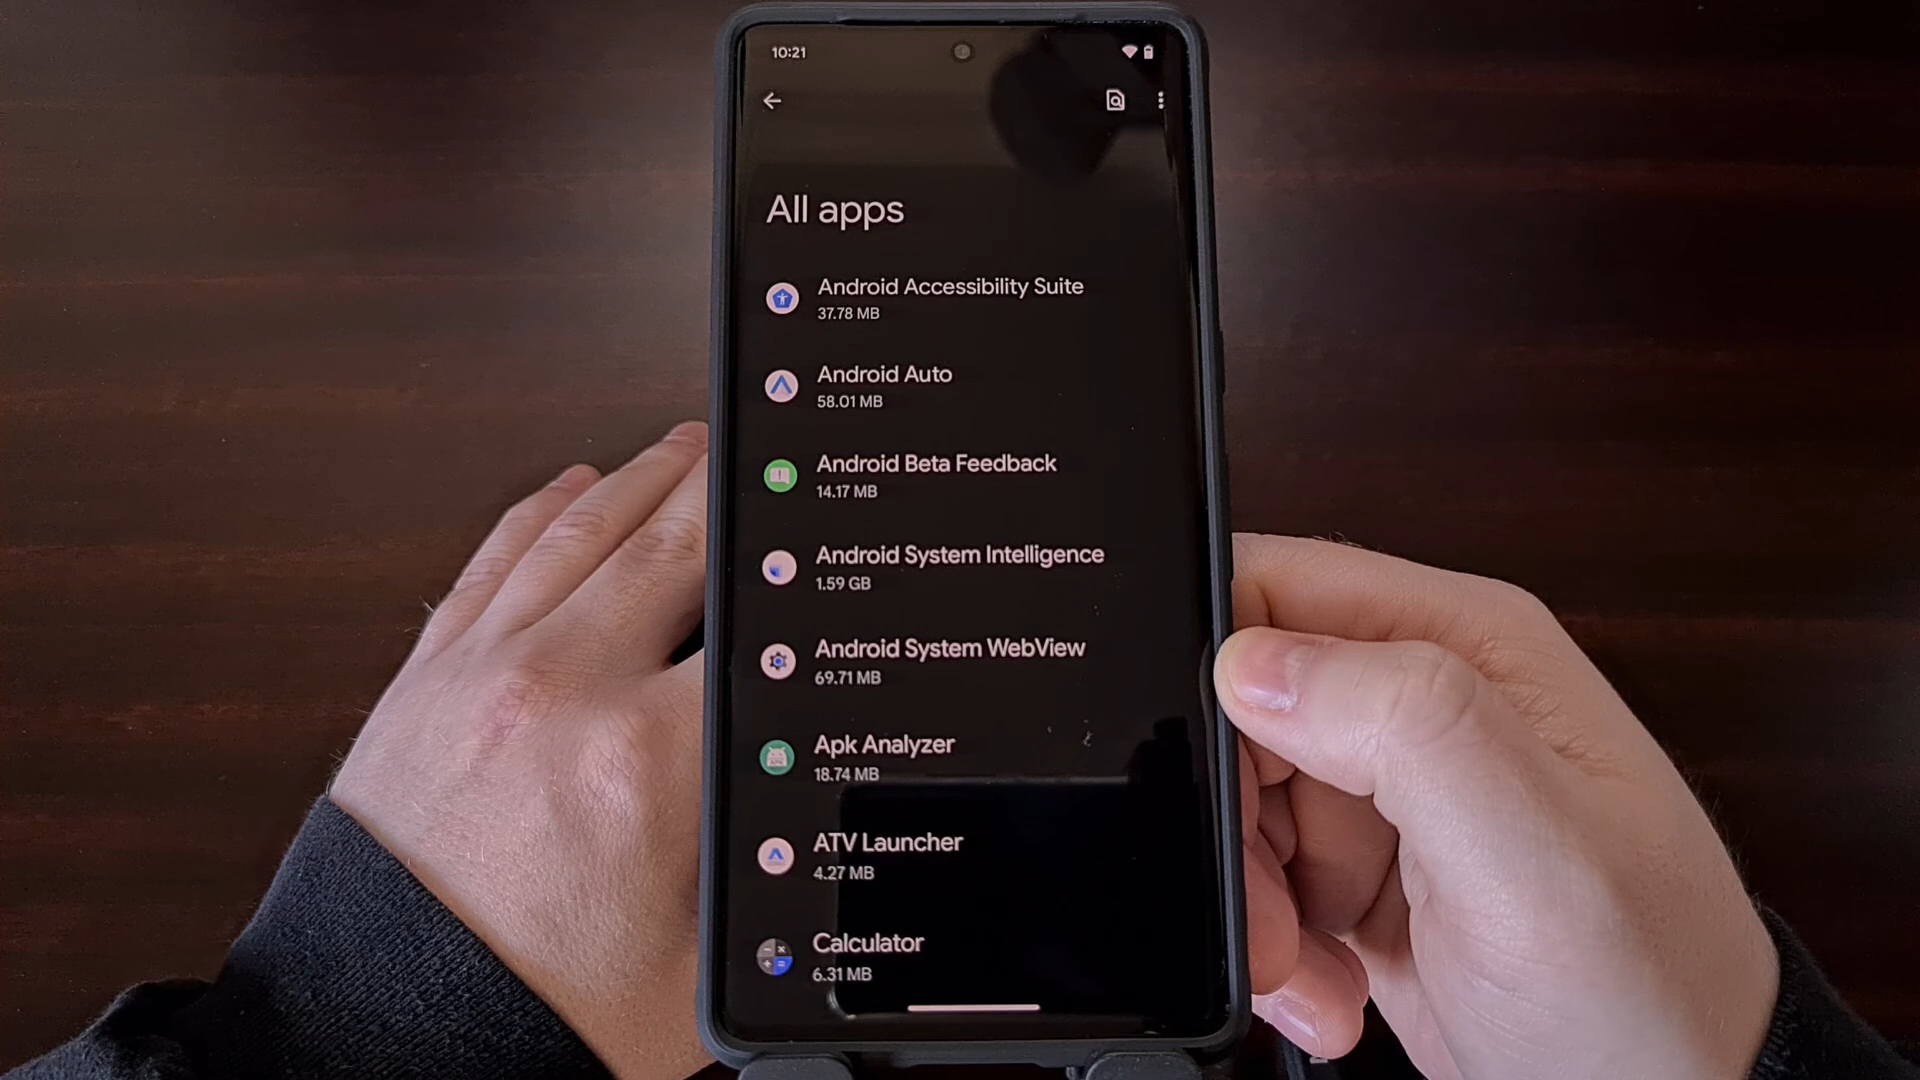 10:21
All apps
Android Accessibility Suite
37.78 MB
Android Auto
58.01 MB
Android Beta Feedback
14.17 MB
Android System Intelligence
1.59 GB
Android System WebView
69.71 MB
Apk Analyzer
18.74 MB
ATV Launcher
4.27 MB
Calculator
6.31 MB